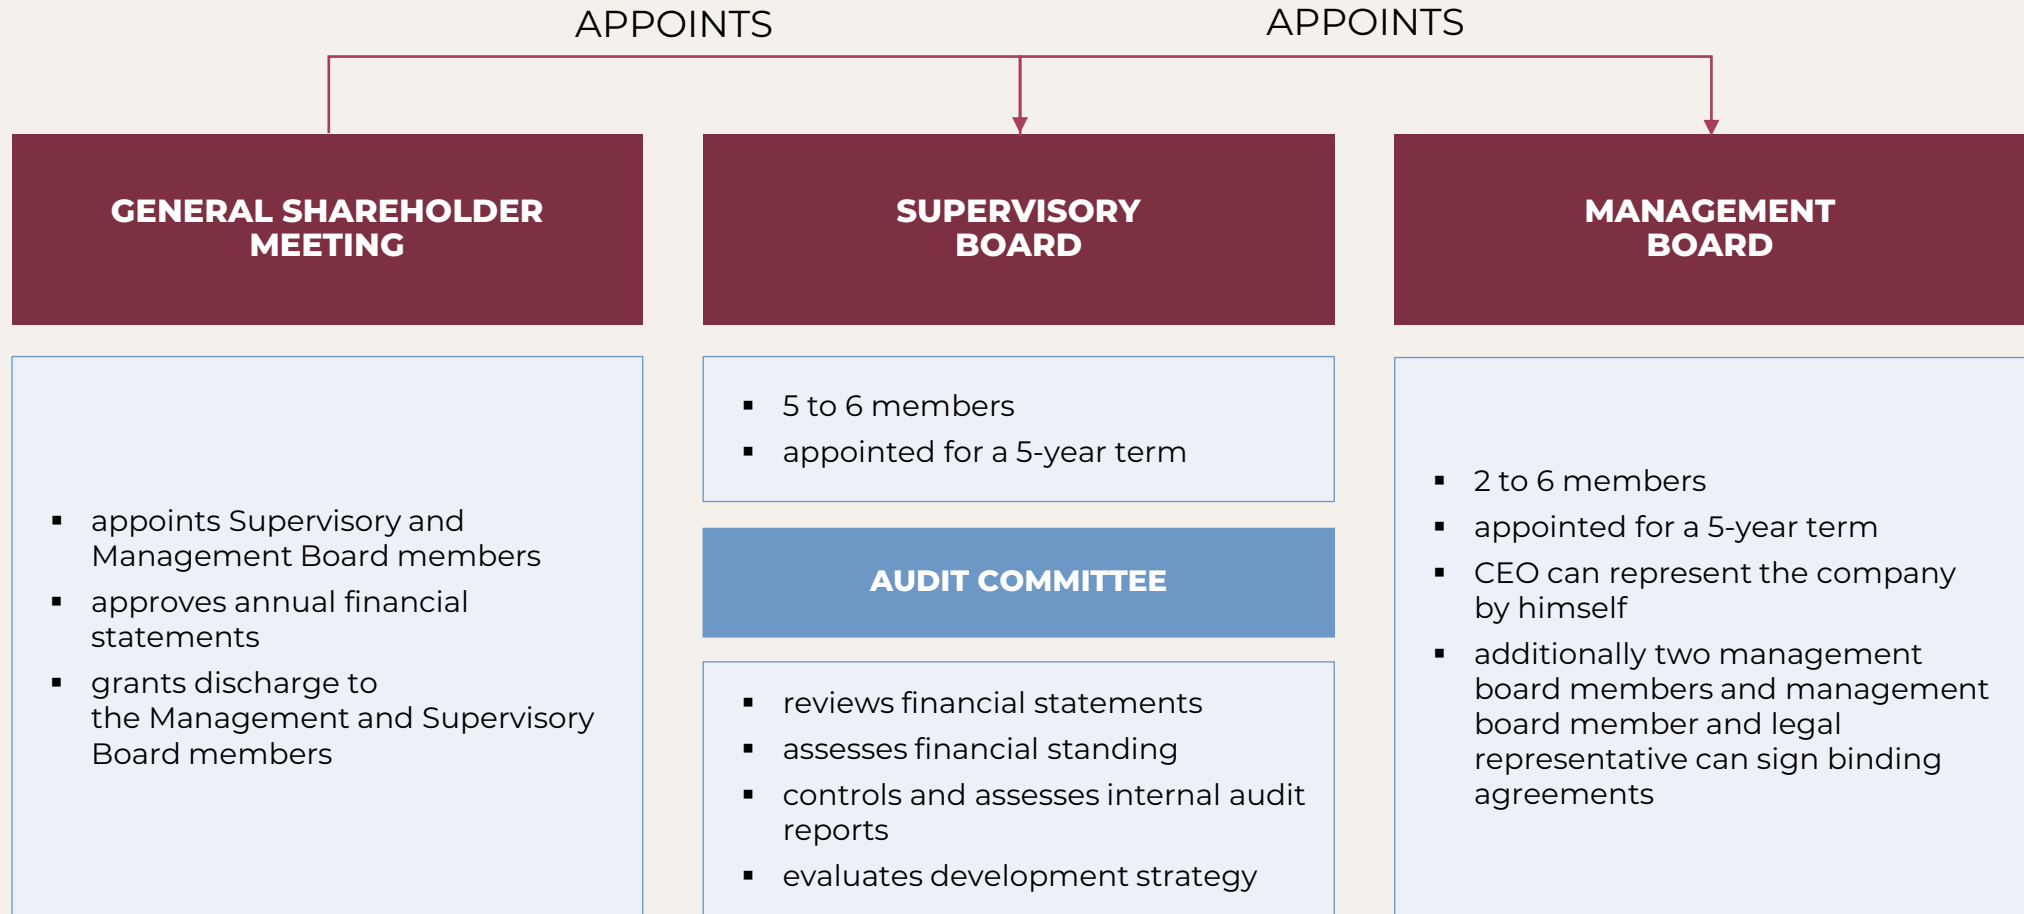 APPOINTS
APPOINTS
GENERAL SHAREHOLDER
MEETING
▪ appoints Supervisory and
Management Board members
▪ approves annual financial
statements
▪ grants discharge to
the Management and Supervisory
Board members
SUPERVISORY
BOARD
▪ 5 to 6 members
▪ appointed for a 5-year term
AUDIT COMMITTEE
▪ reviews financial statements
▪ assesses financial standing
▪ controls and assesses internal audit
reports
▪ evaluates development strategy
MANAGEMENT
BOARD
▪ 2 to 6 members
▪ appointed for a 5-year term
▪ CEO can represent the company
by himself
▪ additionally two management
board members and management
board member and legal
representative can sign binding
agreements